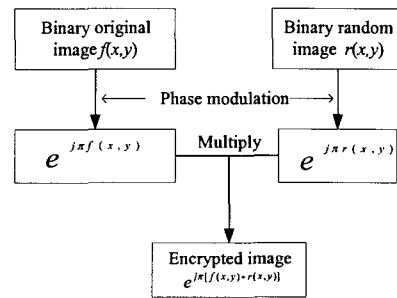 Binary original
image f(x,y)
Binary random
image r(x,y)
Phase modulation
e^{jπf(x,y)}
Multiply
e^{jπr(x,y)}
Encrypted image
e^{jπ[f(x,y)+r(x,y)]}